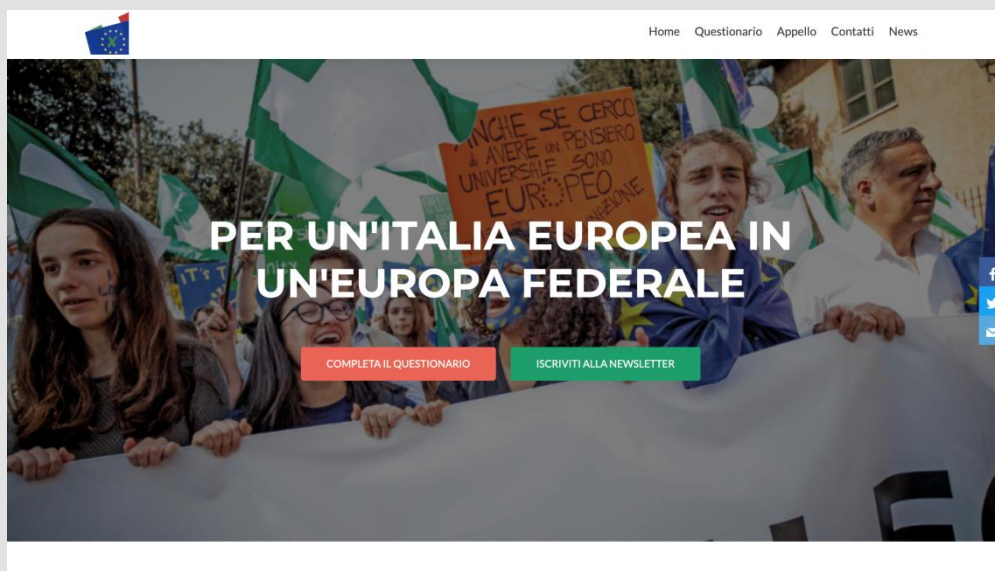 Home Questionario Appello Contatti News
ANCHE SE CERCO
di AVERE UN PENSIERO
UNIVERSALE SONO
EUROPEO
PER UN'ITALIA EUROPEA IN
UN'EUROPA FEDERALE
IT'S T
COMPLETA IL QUESTIONARIO
ISCRIVITI ALLA NEWSLETTER